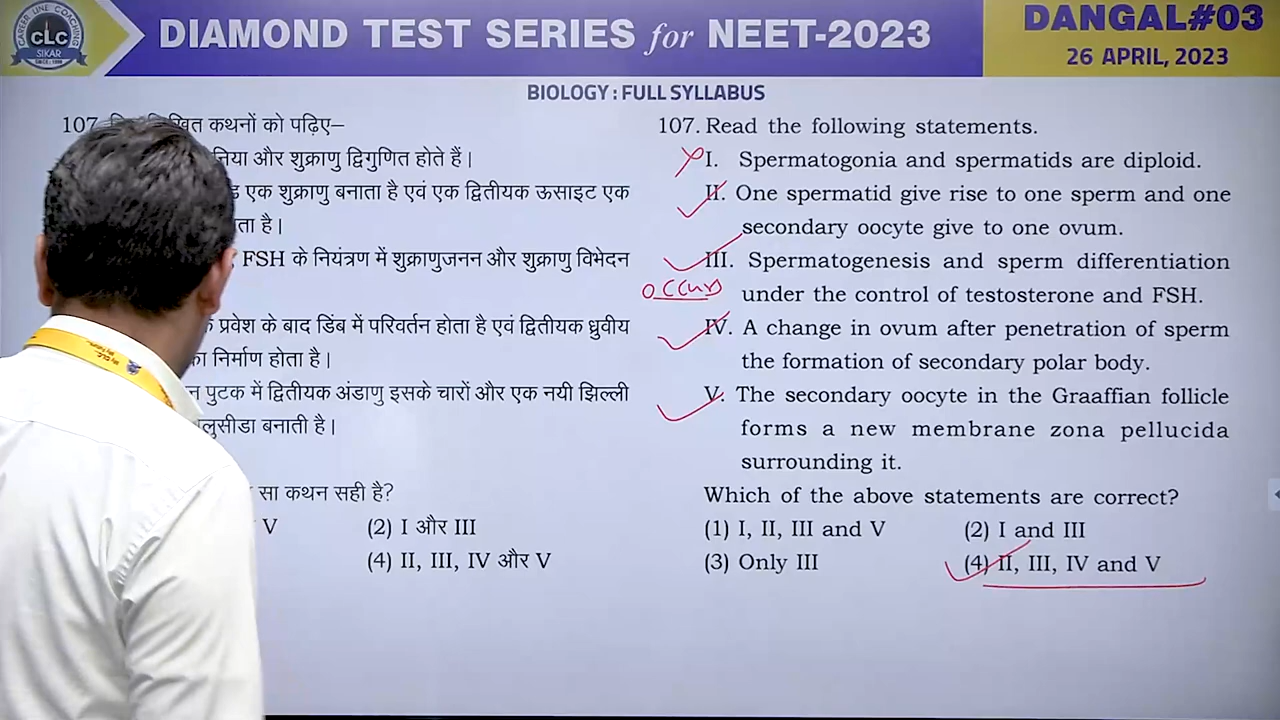 CAREER LINE COACHING
CLC
SIKAR
SINCE : 1996
DIAMOND TEST SERIES for NEET-2023
DANGAL#03
26 APRIL, 2023
BIOLOGY : FULL SYLLABUS
107
कथनों को पढ़िए–
और शुक्राणु द्विगुणित होते हैं।
एक शुक्राणु बनाता है एवं एक द्वितीयक ऊसाइट एक
है।
FSH के नियंत्रण में शुक्राणुजनन और शुक्राणु विभेदन
प्रवेश के बाद डिंब में परिवर्तन होता है एवं द्वितीयक ध्रुवीय
निर्माण होता है।
पुटक में द्वितीयक अंडाणु इसके चारों और एक नयी झिल्ली
बनाती है।
सा कथन सही है?
V
(2) I और III
(4) II, III, IV और V
107. Read the following statements.
I. Spermatogonia and spermatids are diploid.
II. One spermatid give rise to one sperm and one
secondary oocyte give to one ovum.
III. Spermatogenesis and sperm differentiation
occurs under the control of testosterone and FSH.
IV. A change in ovum after penetration of sperm
the formation of secondary polar body.
V. The secondary oocyte in the Graaffian follicle
forms a new membrane zona pellucida
surrounding it.
Which of the above statements are correct?
(1) I, II, III and V
(2) I and III
(3) Only III
(4) II, III, IV and V